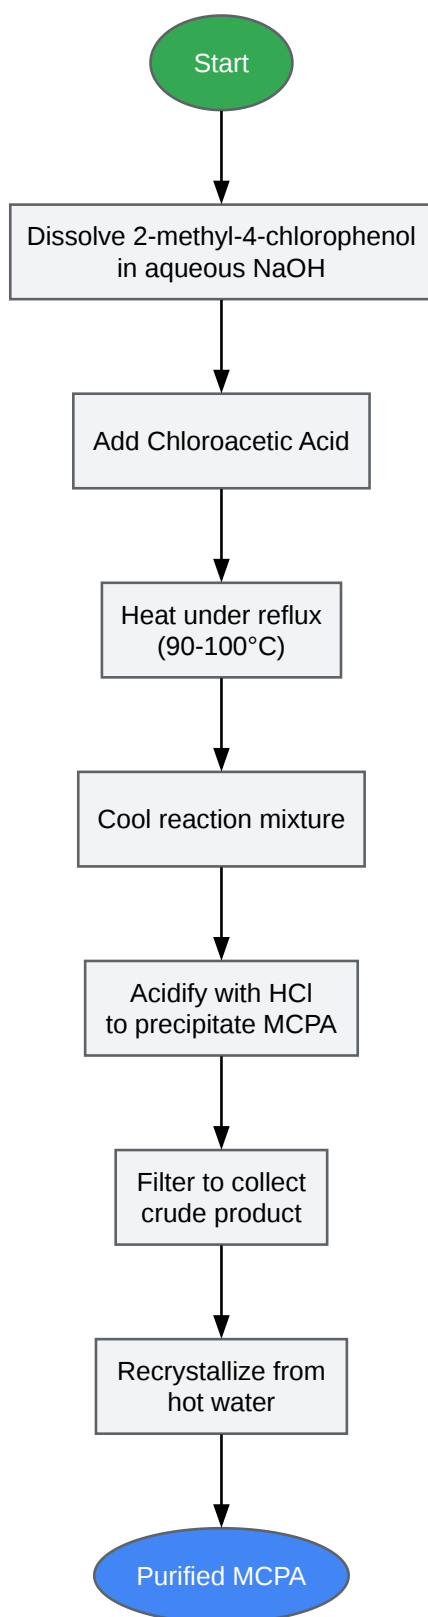 Start
Dissolve 2-methyl-4-chlorophenol
in aqueous NaOH
Add Chloroacetic Acid
Heat under reflux
(90-100°C)
Cool reaction mixture
Acidify with HCl
to precipitate MCPA
Filter to collect
crude product
Recrystallize from
hot water
Purified MCPA